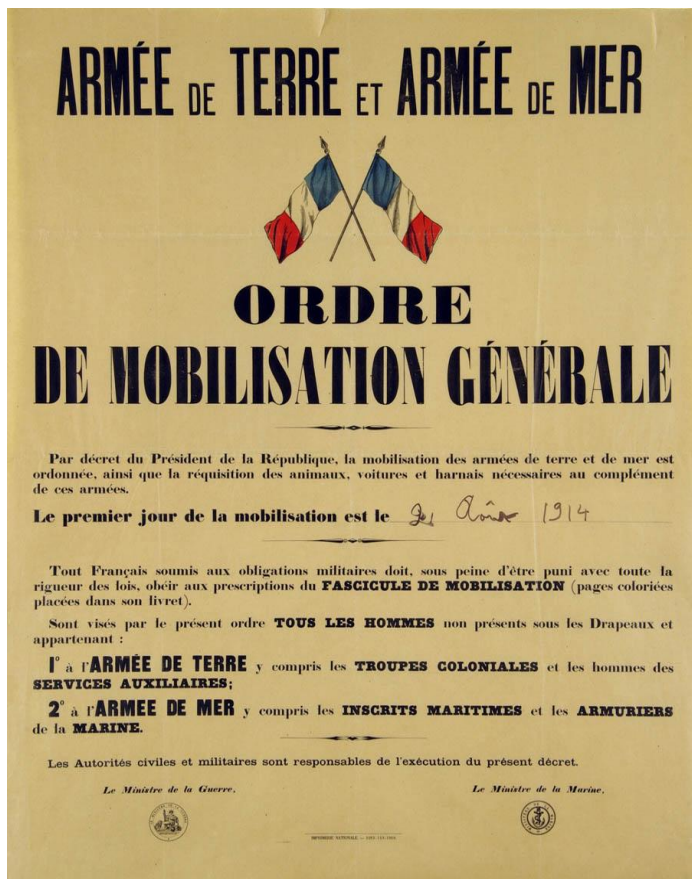 ARMÉE DE TERRE ET ARMÉE DE MER
ORDRE
DE MOBILISATION GÉNÉRALE
Par décret du Président de la République, la mobilisation des armées de terre et de mer est
ordonnée, ainsi que la réquisition des animaux, voitures et harnais nécessaires au complément
de ces armées.
Le premier jour de la mobilisation est le Août 1914
Tout Français soumis aux obligations militaires doit, sous peine d'être puni avec toute la
rigueur des lois, obéir aux prescriptions du FASCICULE DE MOBILISATION (pages coloriées
placées dans son livret).
Sont visés par le présent ordre TOUS LES HOMMES non présents sous les Drapeaux et
appartenant :
1° à l'ARMÉE DE TERRE y compris les TROUPES COLONIALES et les hommes des
SERVICES AUXILIAIRES;
2° à l'ARMEE DE MER y compris les INSCRITS MARITIMES et les ARMURIERS
de la MARINE.
Les Autorités civiles et militaires sont responsables de l'exécution du présent décret.
Le Ministre de la Guerre,
Le Ministre de la Marine,
IMPRIMERIE NATIONALE.